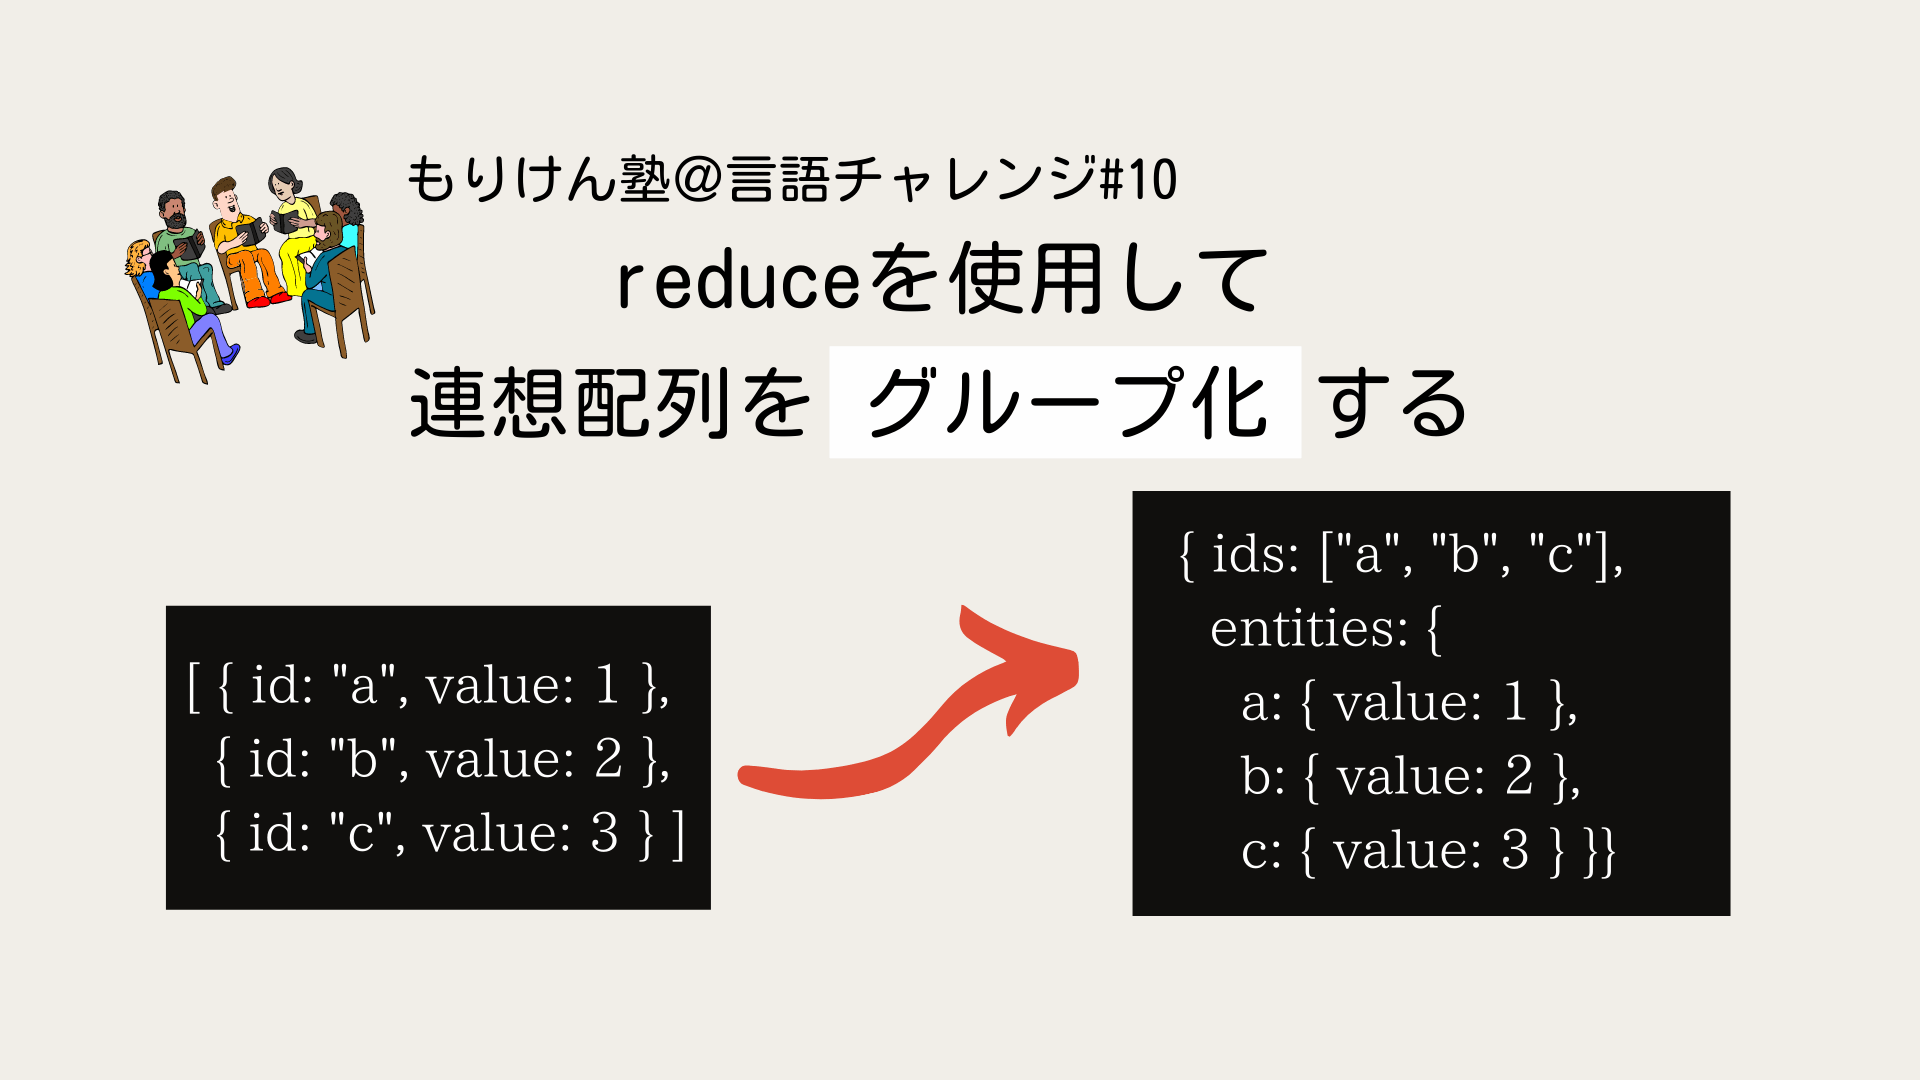 もりけん塾@言語チャレンジ#10
reduceを使用して
連想配列を グループ化 する
[ { id: "a", value: 1 },
{ id: "b", value: 2 },
{ id: "c", value: 3 } ]
{ ids: ["a", "b", "c"],
entities: {
a: { value: 1 },
b: { value: 2 },
c: { value: 3 } }}